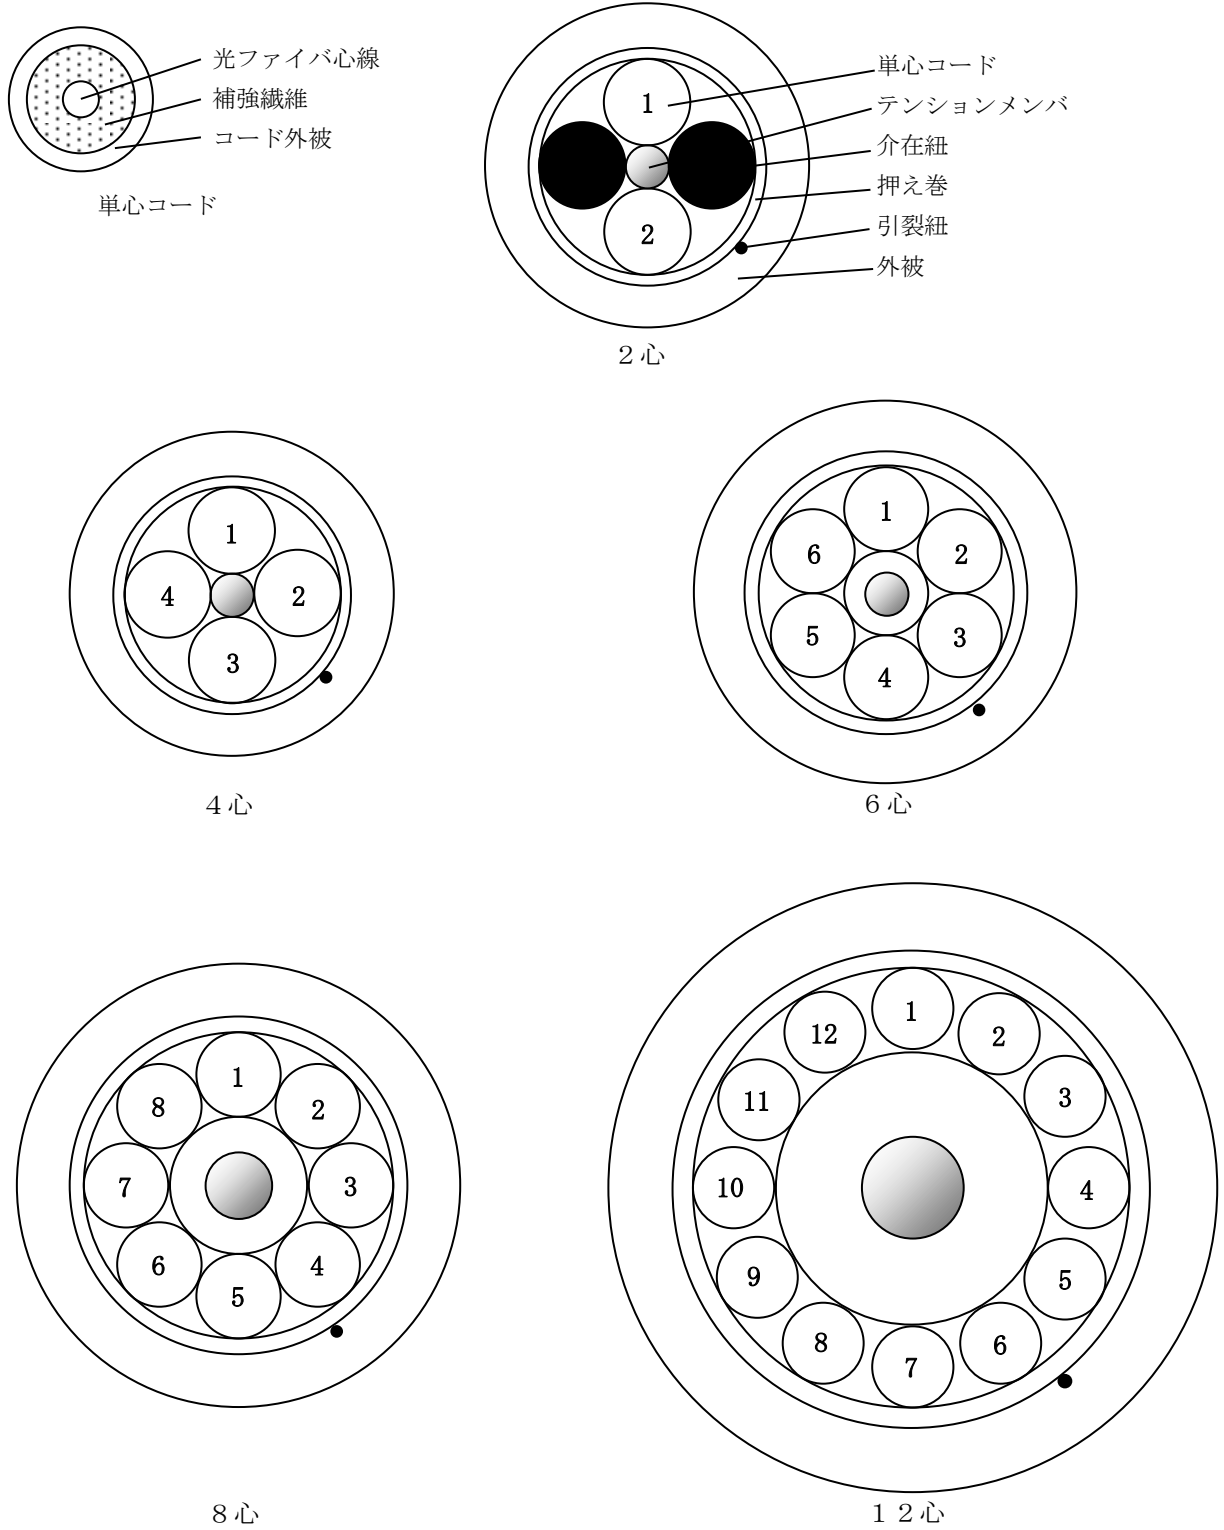 光ファイバ心線
補強繊維
コード外被
単心コード
単心コード
テンションメンバ
介在紐
押え巻
引裂紐
外被
1
2
２心
1
2
3
4
４心
1
2
3
4
5
6
６心
1
2
3
4
5
6
7
8
８心
1
2
3
4
5
6
7
8
9
10
11
12
１２心